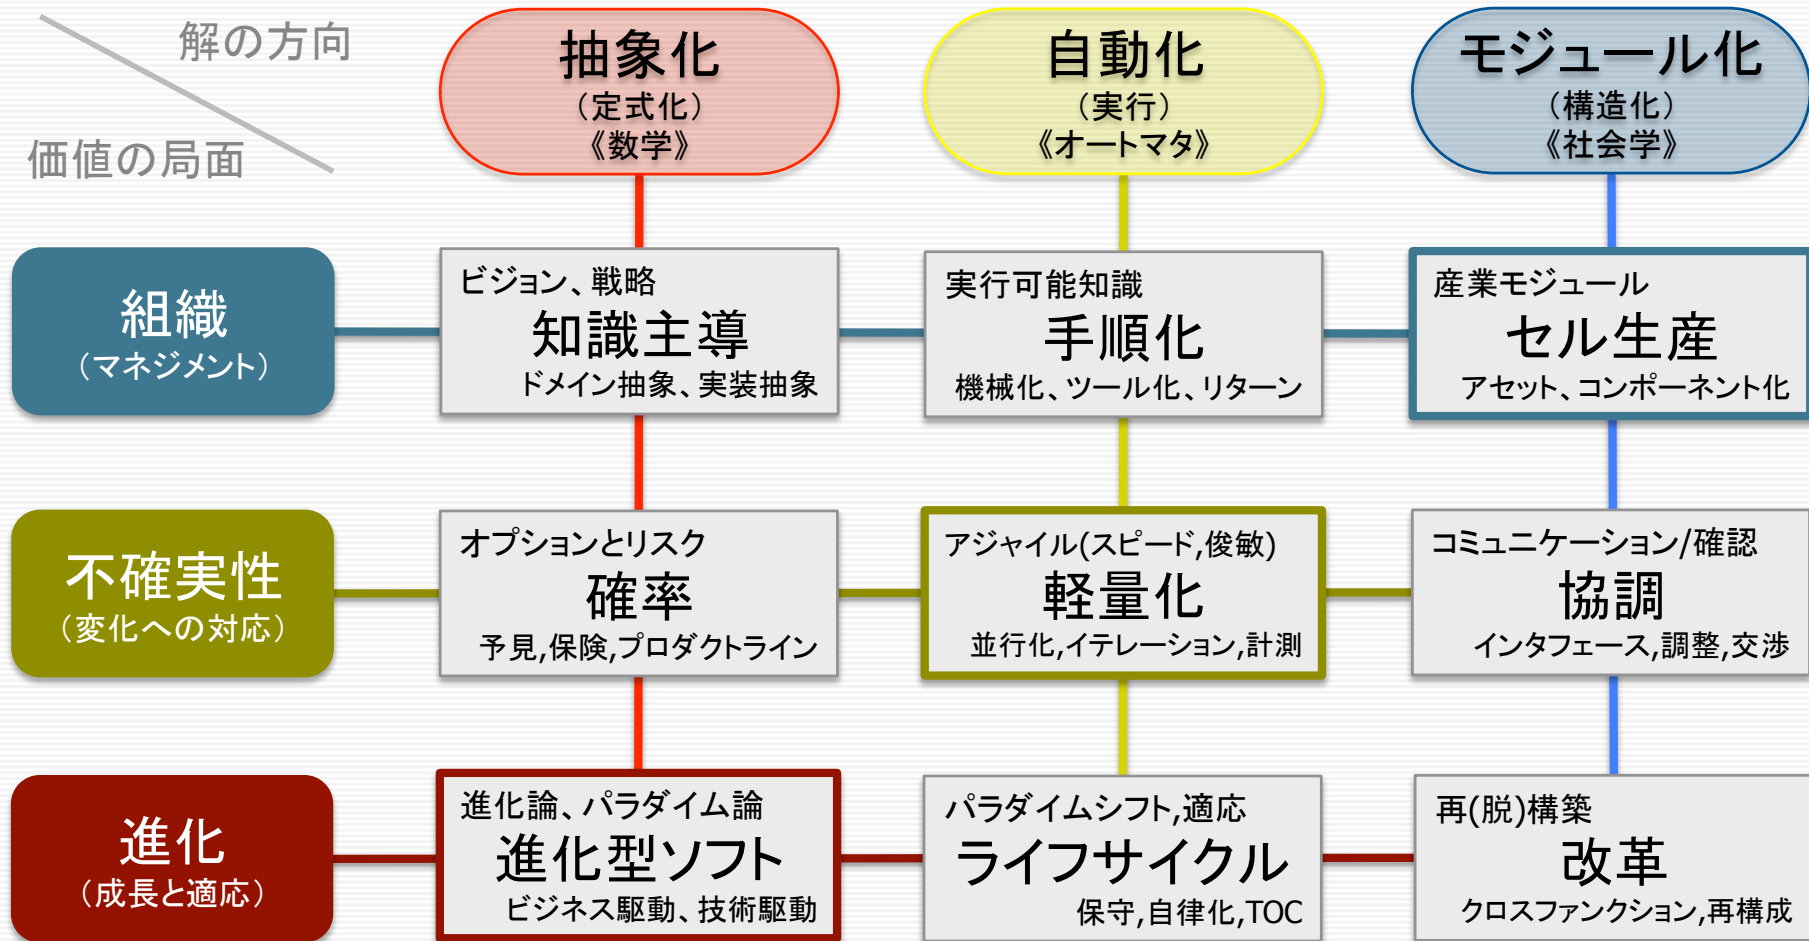 解の方向
価値の局面
抽象化
（定式化）
《数学》
自動化
（実行）
《オートマタ》
モジュール化
（構造化）
《社会学》
組織
（マネジメント）
ビジョン、戦略
知識主導
ドメイン抽象、実装抽象
実行可能知識
手順化
機械化、ツール化、リターン
産業モジュール
セル生産
アセット、コンポーネント化
不確実性
（変化への対応）
オプションとリスク
確率
予見,保険,プロダクトライン
アジャイル(スピード,俊敏)
軽量化
並行化,イテレーション,計測
コミュニケーション/確認
協調
インタフェース,調整,交渉
進化
（成長と適応）
進化論、パラダイム論
進化型ソフト
ビジネス駆動、技術駆動
パラダイムシフト,適応
ライフサイクル
保守,自律化,TOC
再(脱)構築
改革
クロスファンクション,再構成